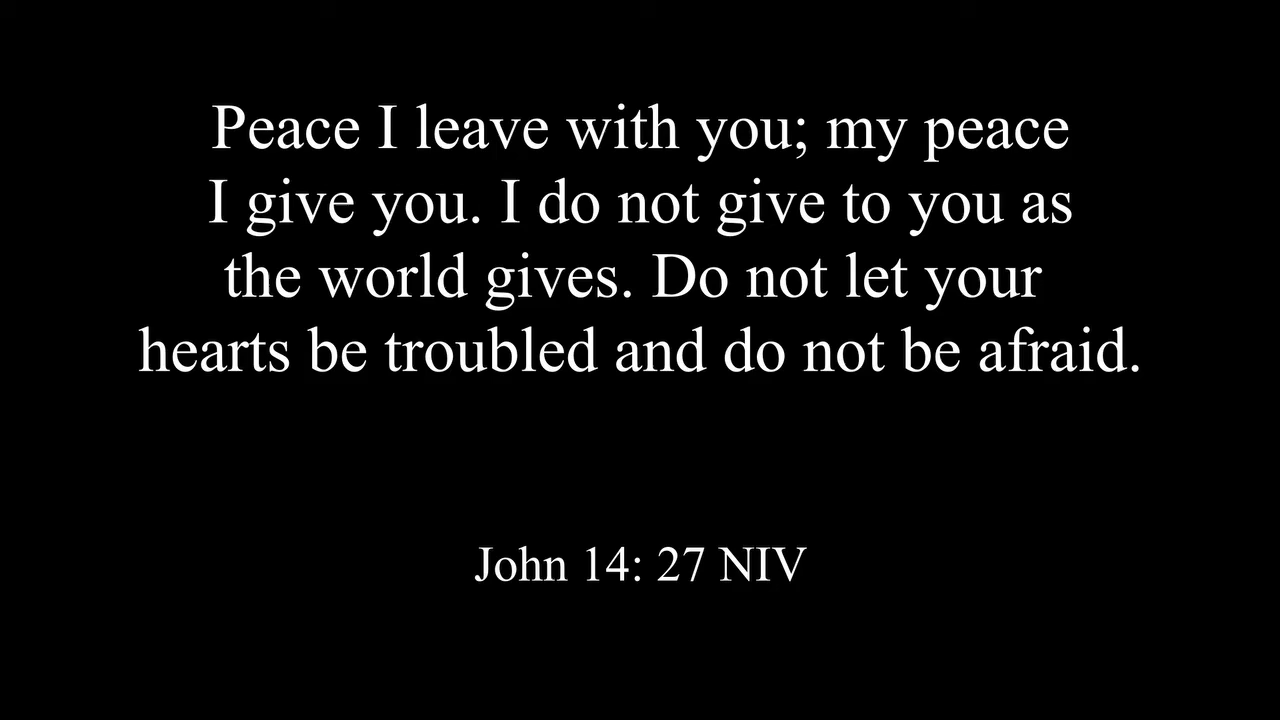 Peace I leave with you; my peace
I give you. I do not give to you as
the world gives. Do not let your
hearts be troubled and do not be afraid.
John 14: 27 NIV